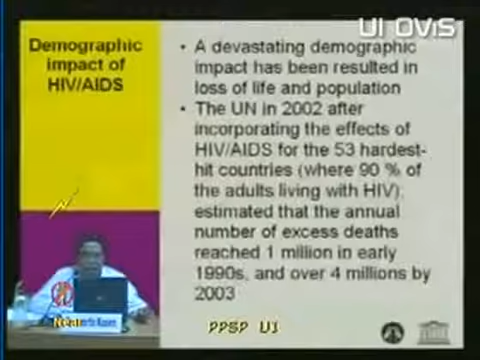 UI OViS
Demographic
impact of
HIV/AIDS
• A devastating demographic
impact has been resulted in
loss of life and population
• The UN in 2002 after
incorporating the effects of
HIV/AIDS for the 53 hardest-
hit countries (where 90 % of
the adults living with HIV),
estimated that the annual
number of excess deaths
reached 1 million in early
1990s, and over 4 millions by
2003
PPSP UI